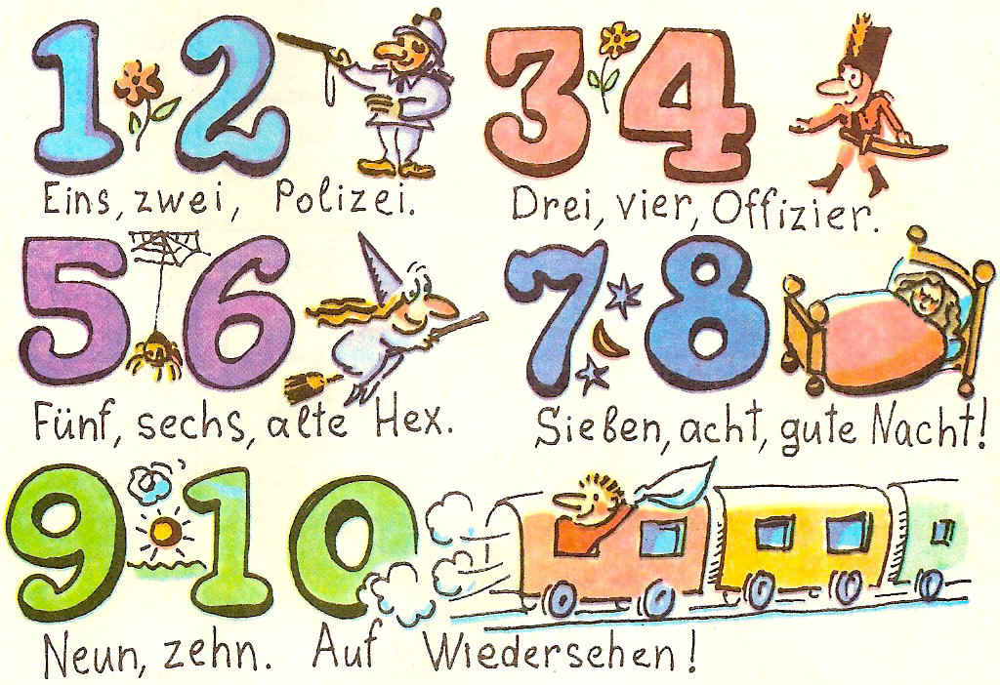 1 2 3 4
Eins, zwei, Polizei. Drei, vier, Offizier.
5 6 7 8
Fünf, sechs, alte Hex. Sießen, acht, gute Nacht!
9 10
Neun, zehn. Auf Wiedersehen!